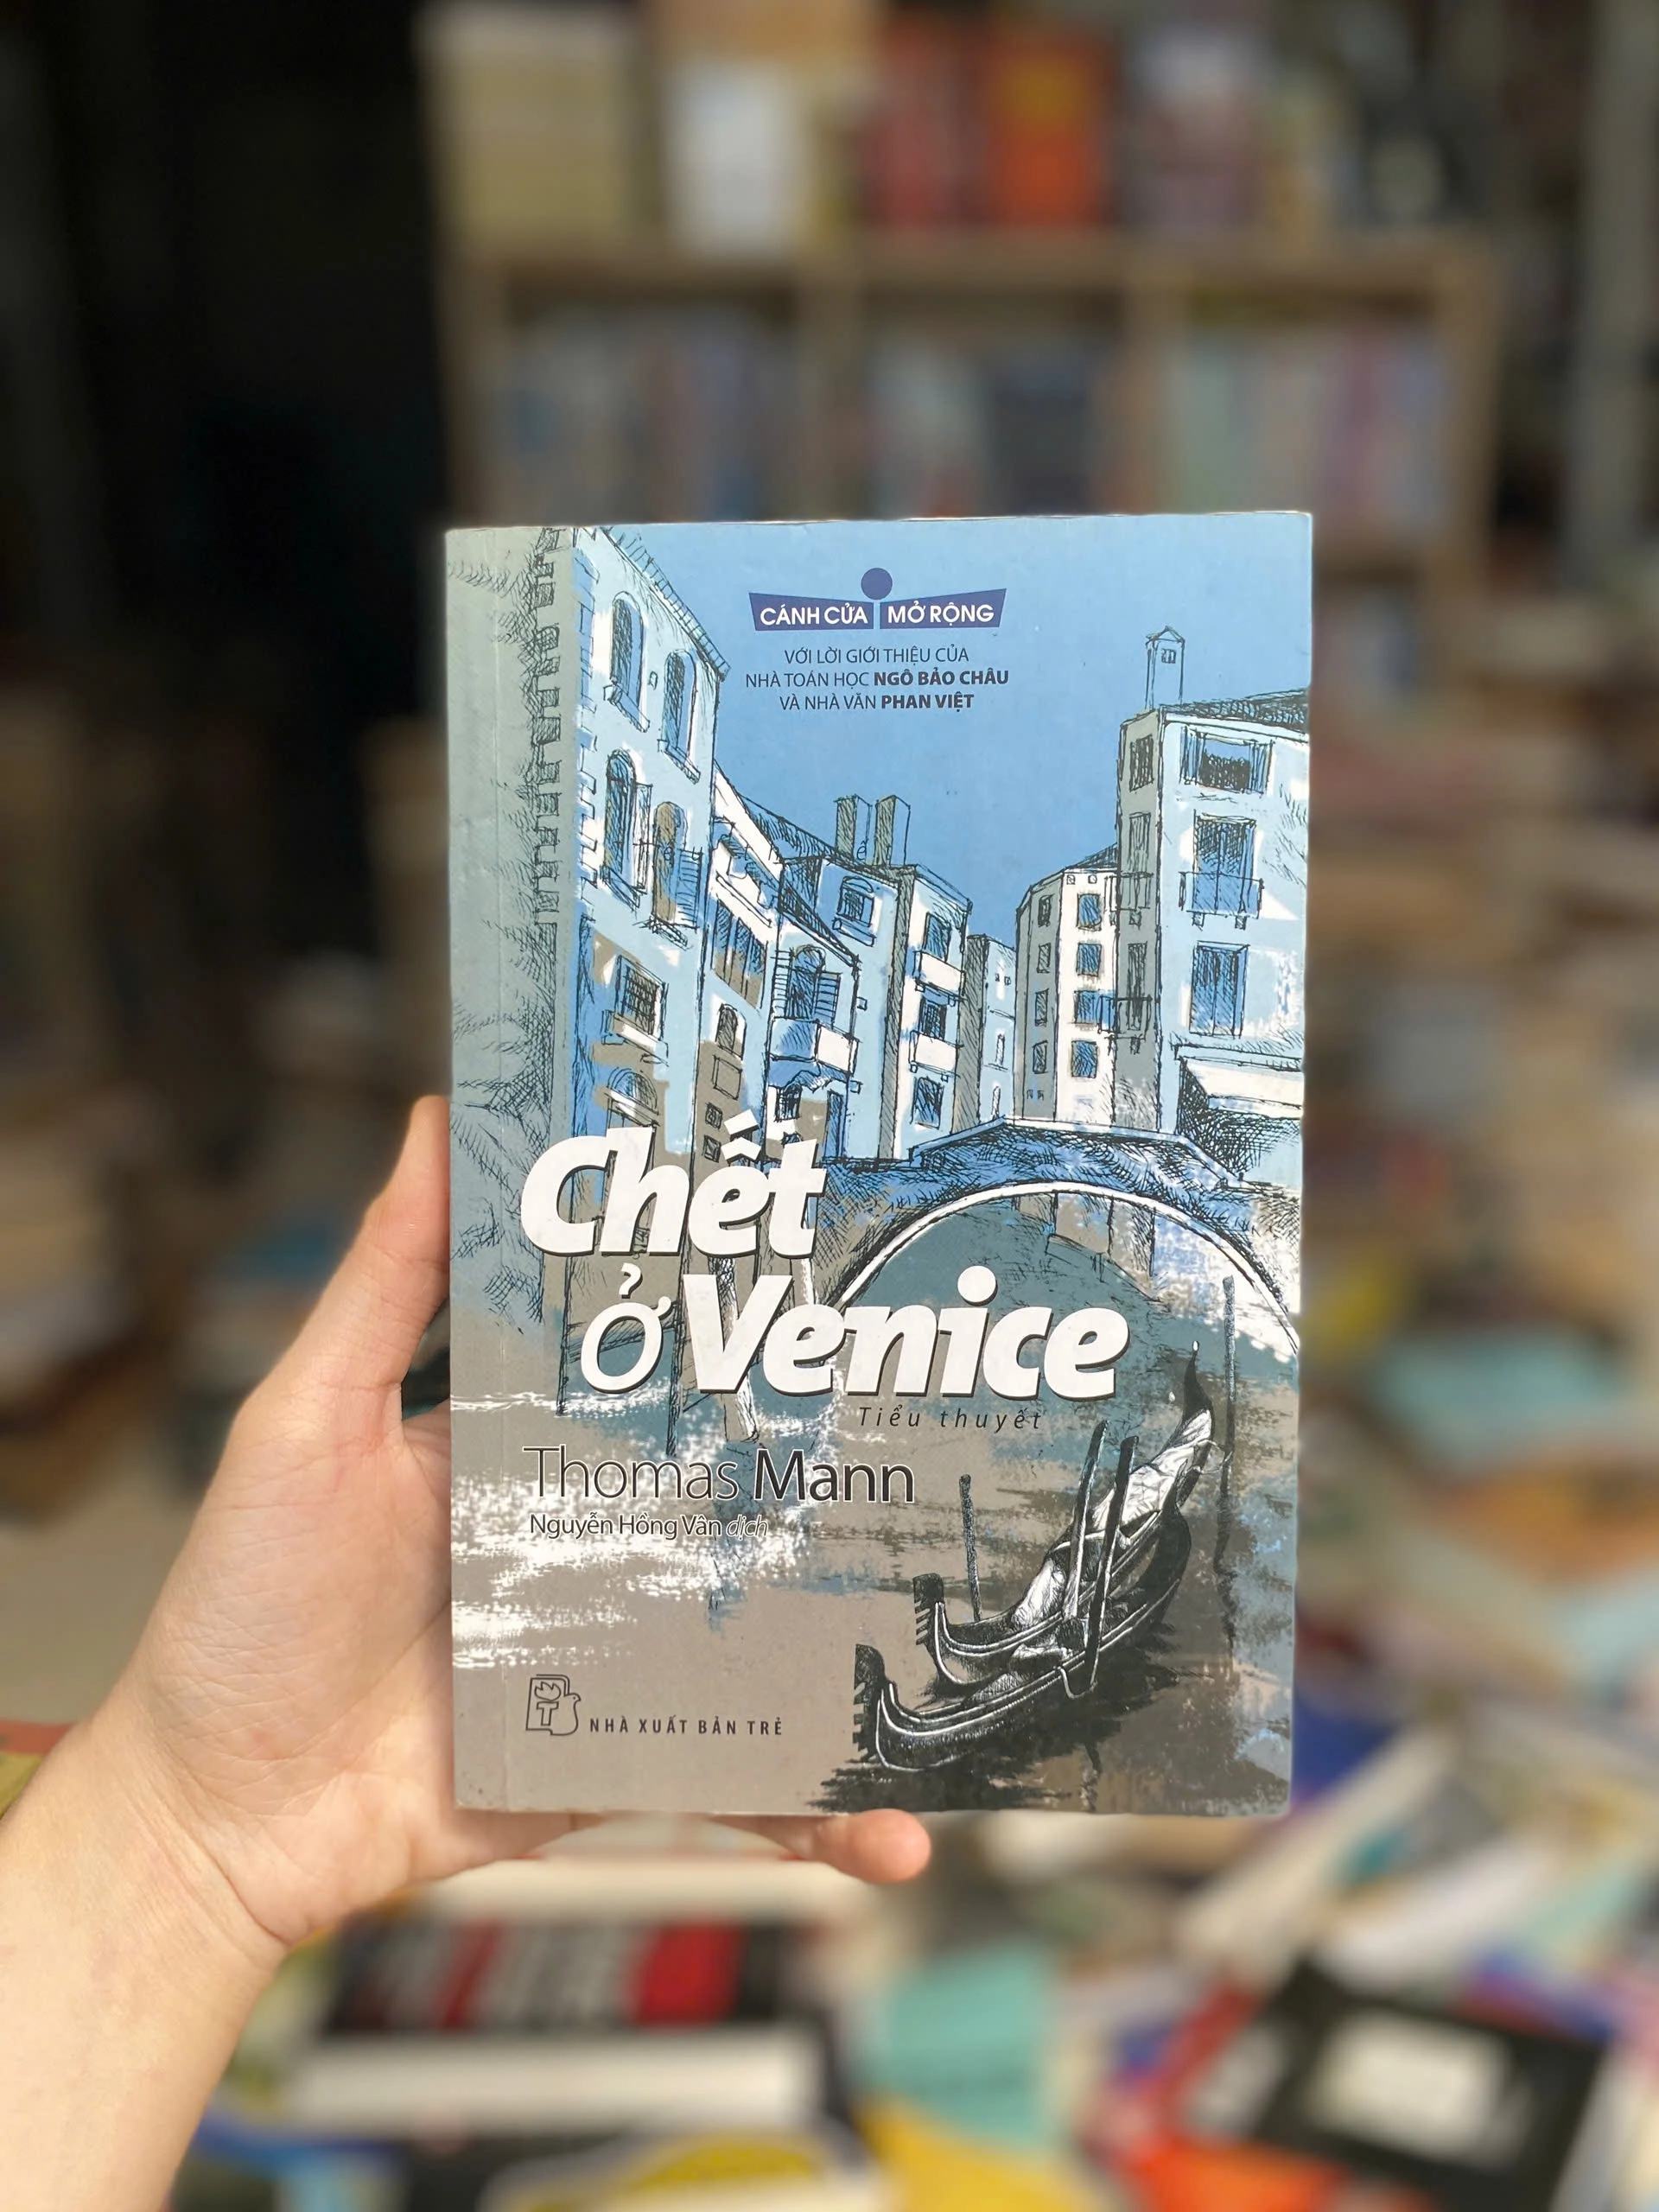 CÁNH CỬA MỞ RỘNG
VỚI LỜI GIỚI THIỆU CỦA
NHÀ TOÁN HỌC NGÔ BẢO CHÂU
VÀ NHÀ VĂN PHAN VIỆT
Chết
ở Venice
Tiểu thuyết
Thomas Mann
Nguyễn Hồng Vân dịch
T
NHÀ XUẤT BẢN TRẺ